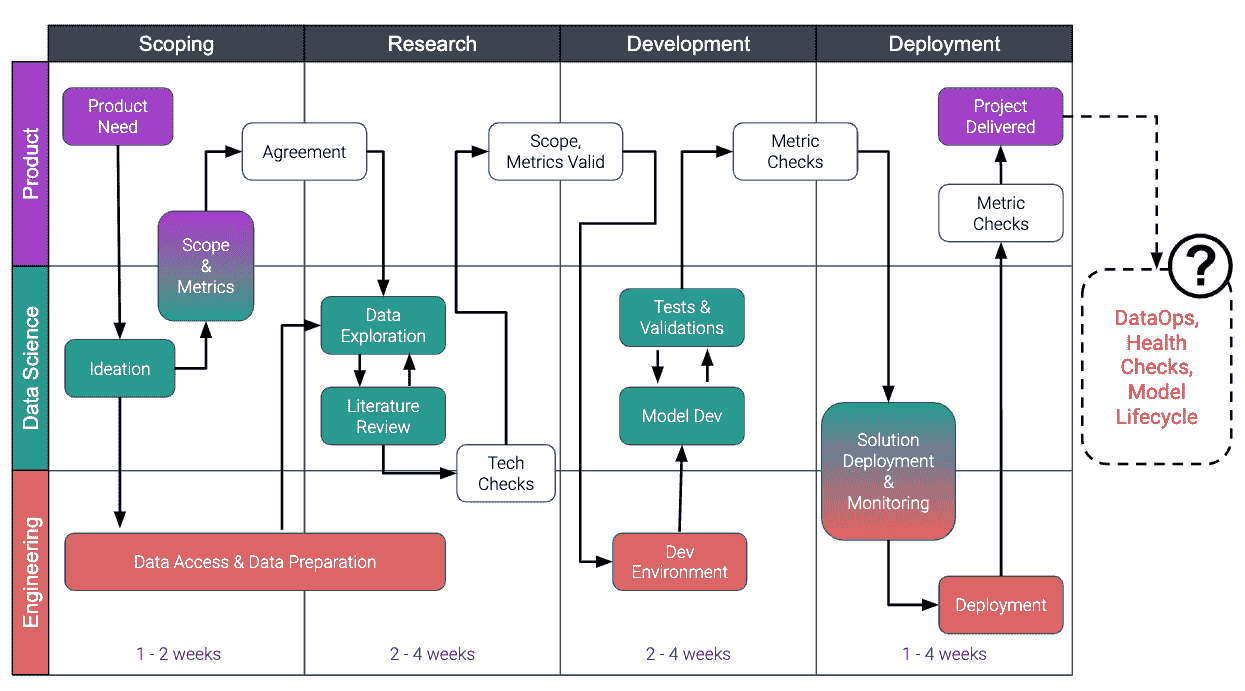 Scoping
Research
Development
Deployment
Product
Product
Need
Agreement
Scope,
Metrics Valid
Metric
Checks
Project
Delivered
Metric
Checks
Scope
&
Metrics
?
Data Science
Ideation
Data
Exploration
Literature
Review
Tech
Checks
Tests &
Validations
Model Dev
Solution
Deployment
&
Monitoring
DataOps,
Health
Checks,
Model
Lifecycle
Engineering
Data Access & Data Preparation
Dev
Environment
Deployment
1 - 2 weeks
2 - 4 weeks
2 - 4 weeks
1 - 4 weeks